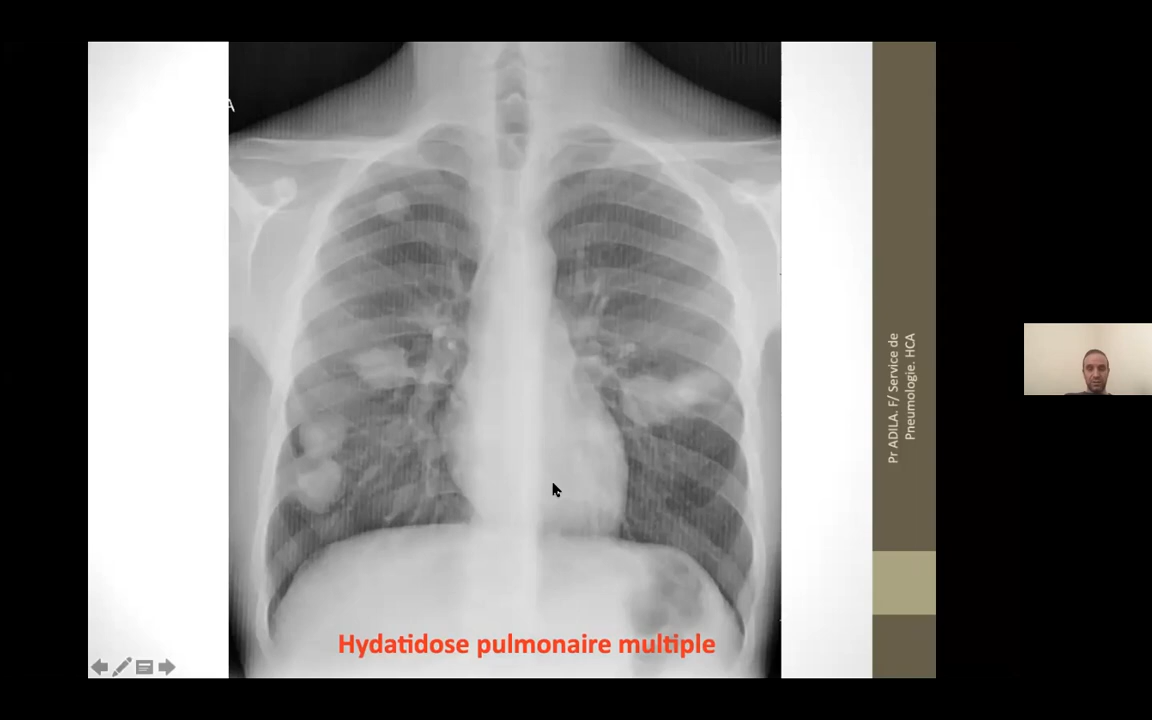 A
Pr ADILA. F/ Service de
Pneumologie. HCA
Hydatidose pulmonaire multiple